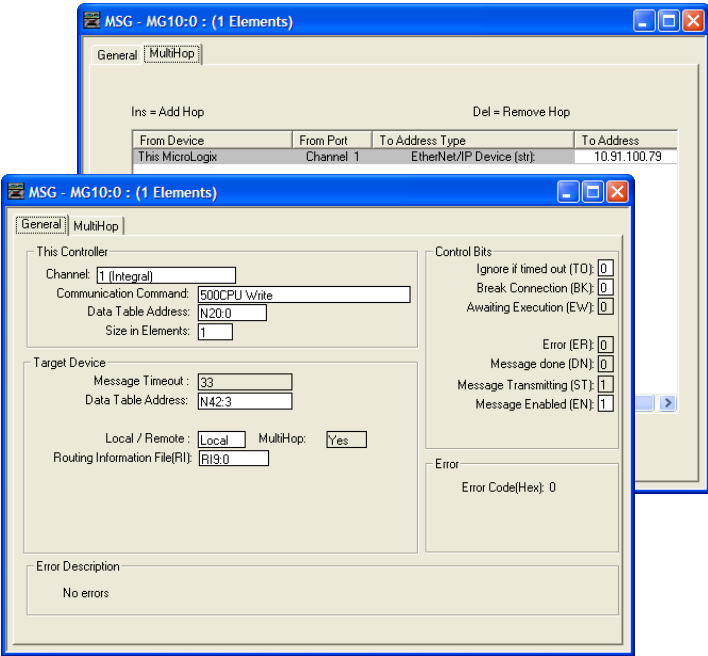 MSG - MG10:0 : (1 Elements)
General MultiHop
Ins = Add Hop Del = Remove Hop
From Device From Port To Address Type To Address
This MicroLogix Channel 1 EtherNet/IP Device (str): 10.91.100.79
MSG - MG10:0 : (1 Elements)
General MultiHop
This Controller
Channel: 1 (Integral)
Communication Command: 500CPU Write
Data Table Address: N20:0
Size in Elements: 1
Target Device
Message Timeout : 33
Data Table Address: N42:3
Local / Remote : Local MultiHop: Yes
Routing Information File(RI): RI9:0
Control Bits
Ignore if timed out (TO): 0
Break Connection (BK): 0
Awaiting Execution (EW): 0
Error (ER): 0
Message done (DN): 0
Message Transmitting (ST): 1
Message Enabled (EN): 1
Error
Error Code(Hex): 0
Error Description
No errors